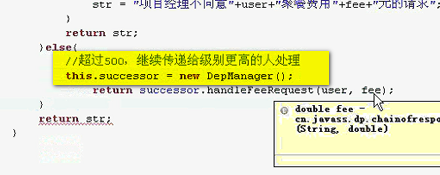 str = "项目经理不同意"+user+"聚餐费用"+fee+"元的请求";
}
return str;
}else{
//超过500，继续传递给级别更高的人处理
this.successor = new DepManager();
return successor.handleFeeRequest(user, fee);
}
return str;
}
double fee -
cn.javass.dp.chainofrespo
(String, double)